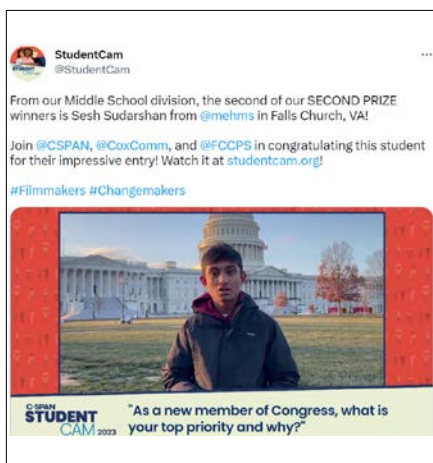 StudentCam
@StudentCam
From our Middle School division, the second of our SECOND PRIZE
winners is Sesh Sudarshan from @mehms in Falls Church, VA!
Join @CSPAN, @CoxComm, and @FCCPS in congratulating this student
for their impressive entry! Watch it at studentcam.org!
#Filmmakers #Changemakers
C-SPAN
STUDENT
CAM 2023
"As a new member of Congress, what is
your top priority and why?"